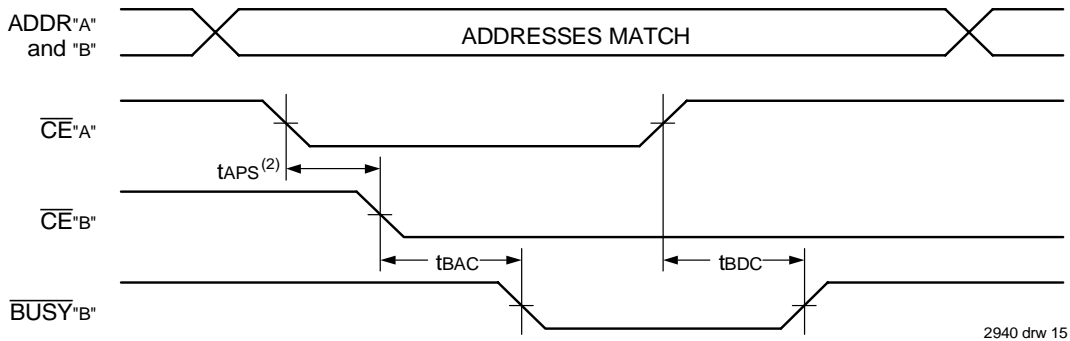 ADDR"A"
and "B"
ADDRESSES MATCH
CE"A"
tAPS(2)
CE"B"
tBAC
tBDC
BUSY"B"
2940 drw 15